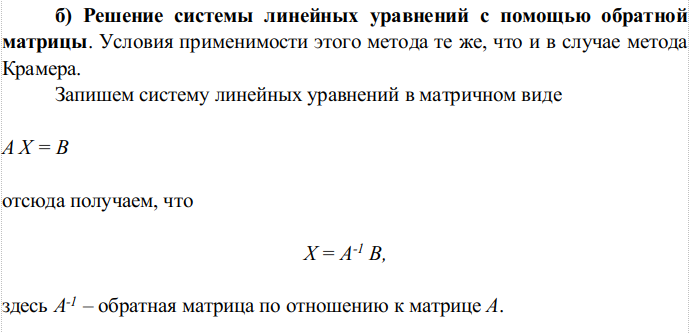 б) Решение системы линейных уравнений с помощью обратной
матрицы. Условия применимости этого метода те же, что и в случае метода
Крамера.
Запишем систему линейных уравнений в матричном виде
A X = B
отсюда получаем, что
X = A⁻¹ B,
здесь A⁻¹ – обратная матрица по отношению к матрице A.